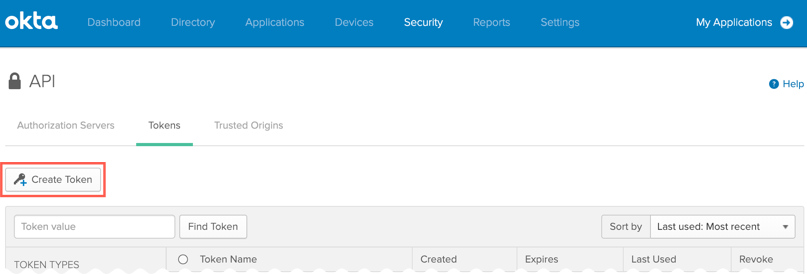 okta Dashboard Directory Applications Devices Security Reports Settings My Applications
API
Help
Authorization Servers Tokens Trusted Origins
Create Token
Token value Find Token Sort by Last used: Most recent
TOKEN TYPES Token Name Created Expires Last Used Revoke